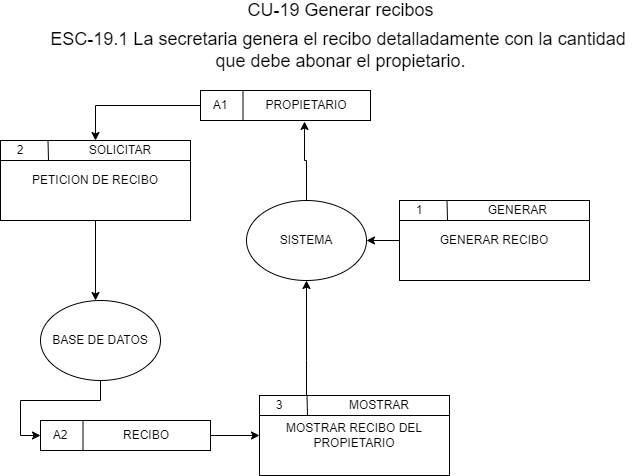 CU-19 Generar recibos
ESC-19.1 La secretaria genera el recibo detalladamente con la cantidad
que debe abonar el propietario.
A1 PROPIETARIO
2 SOLICITAR
PETICION DE RECIBO
1 GENERAR
GENERAR RECIBO
SISTEMA
BASE DE DATOS
A2 RECIBO
3 MOSTRAR
MOSTRAR RECIBO DEL
PROPIETARIO